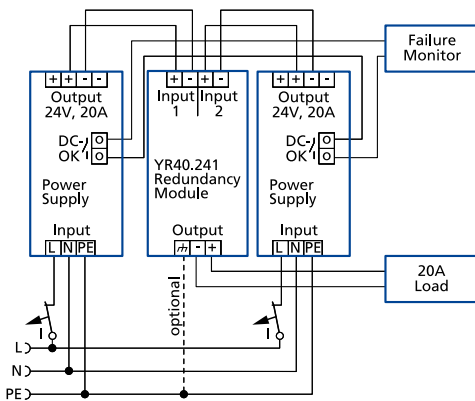 + + - -
Output
24V, 20A
DC-
OK
Power
Supply
Input
L N PE
+ - + -
Input Input
1 2
YR40.241
Redundancy
Module
Output
- +
optional
+ + - -
Output
24V, 20A
DC-
OK
Power
Supply
Input
L N PE
Failure
Monitor
20A
Load
I
I
L
N
PE